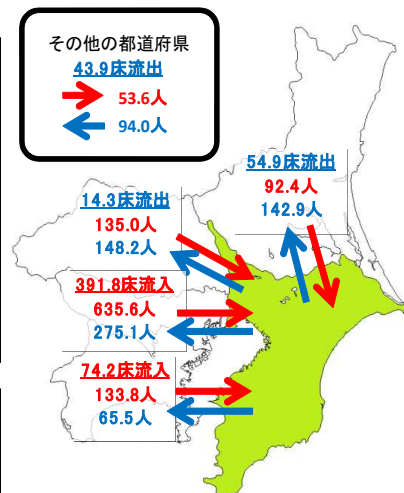 その他の都道府県
43.9床流出
53.6人
94.0人
54.9床流出
92.4人
142.9人
14.3床流出
135.0人
148.2人
391.8床流入
635.6人
275.1人
74.2床流入
133.8人
65.5人